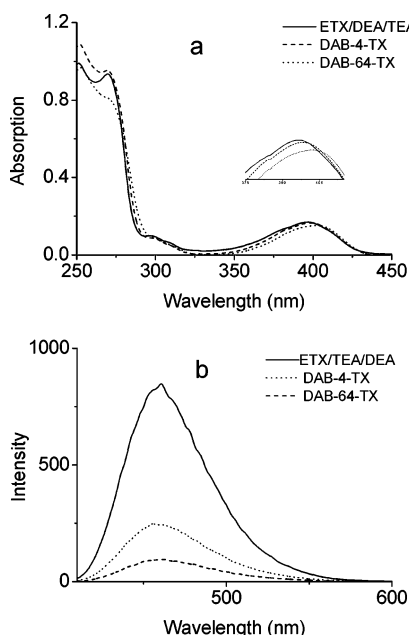 1.2
a
ETX/DEA/TEA
DAB-4-TX
DAB-64-TX
0.8
Absorption
0.4
0.0
250 300 350 400 450
Wavelength (nm)
1000
b
ETX/TEA/DEA
DAB-4-TX
DAB-64-TX
500
Intensity
0
500 600
Wavelength (nm)